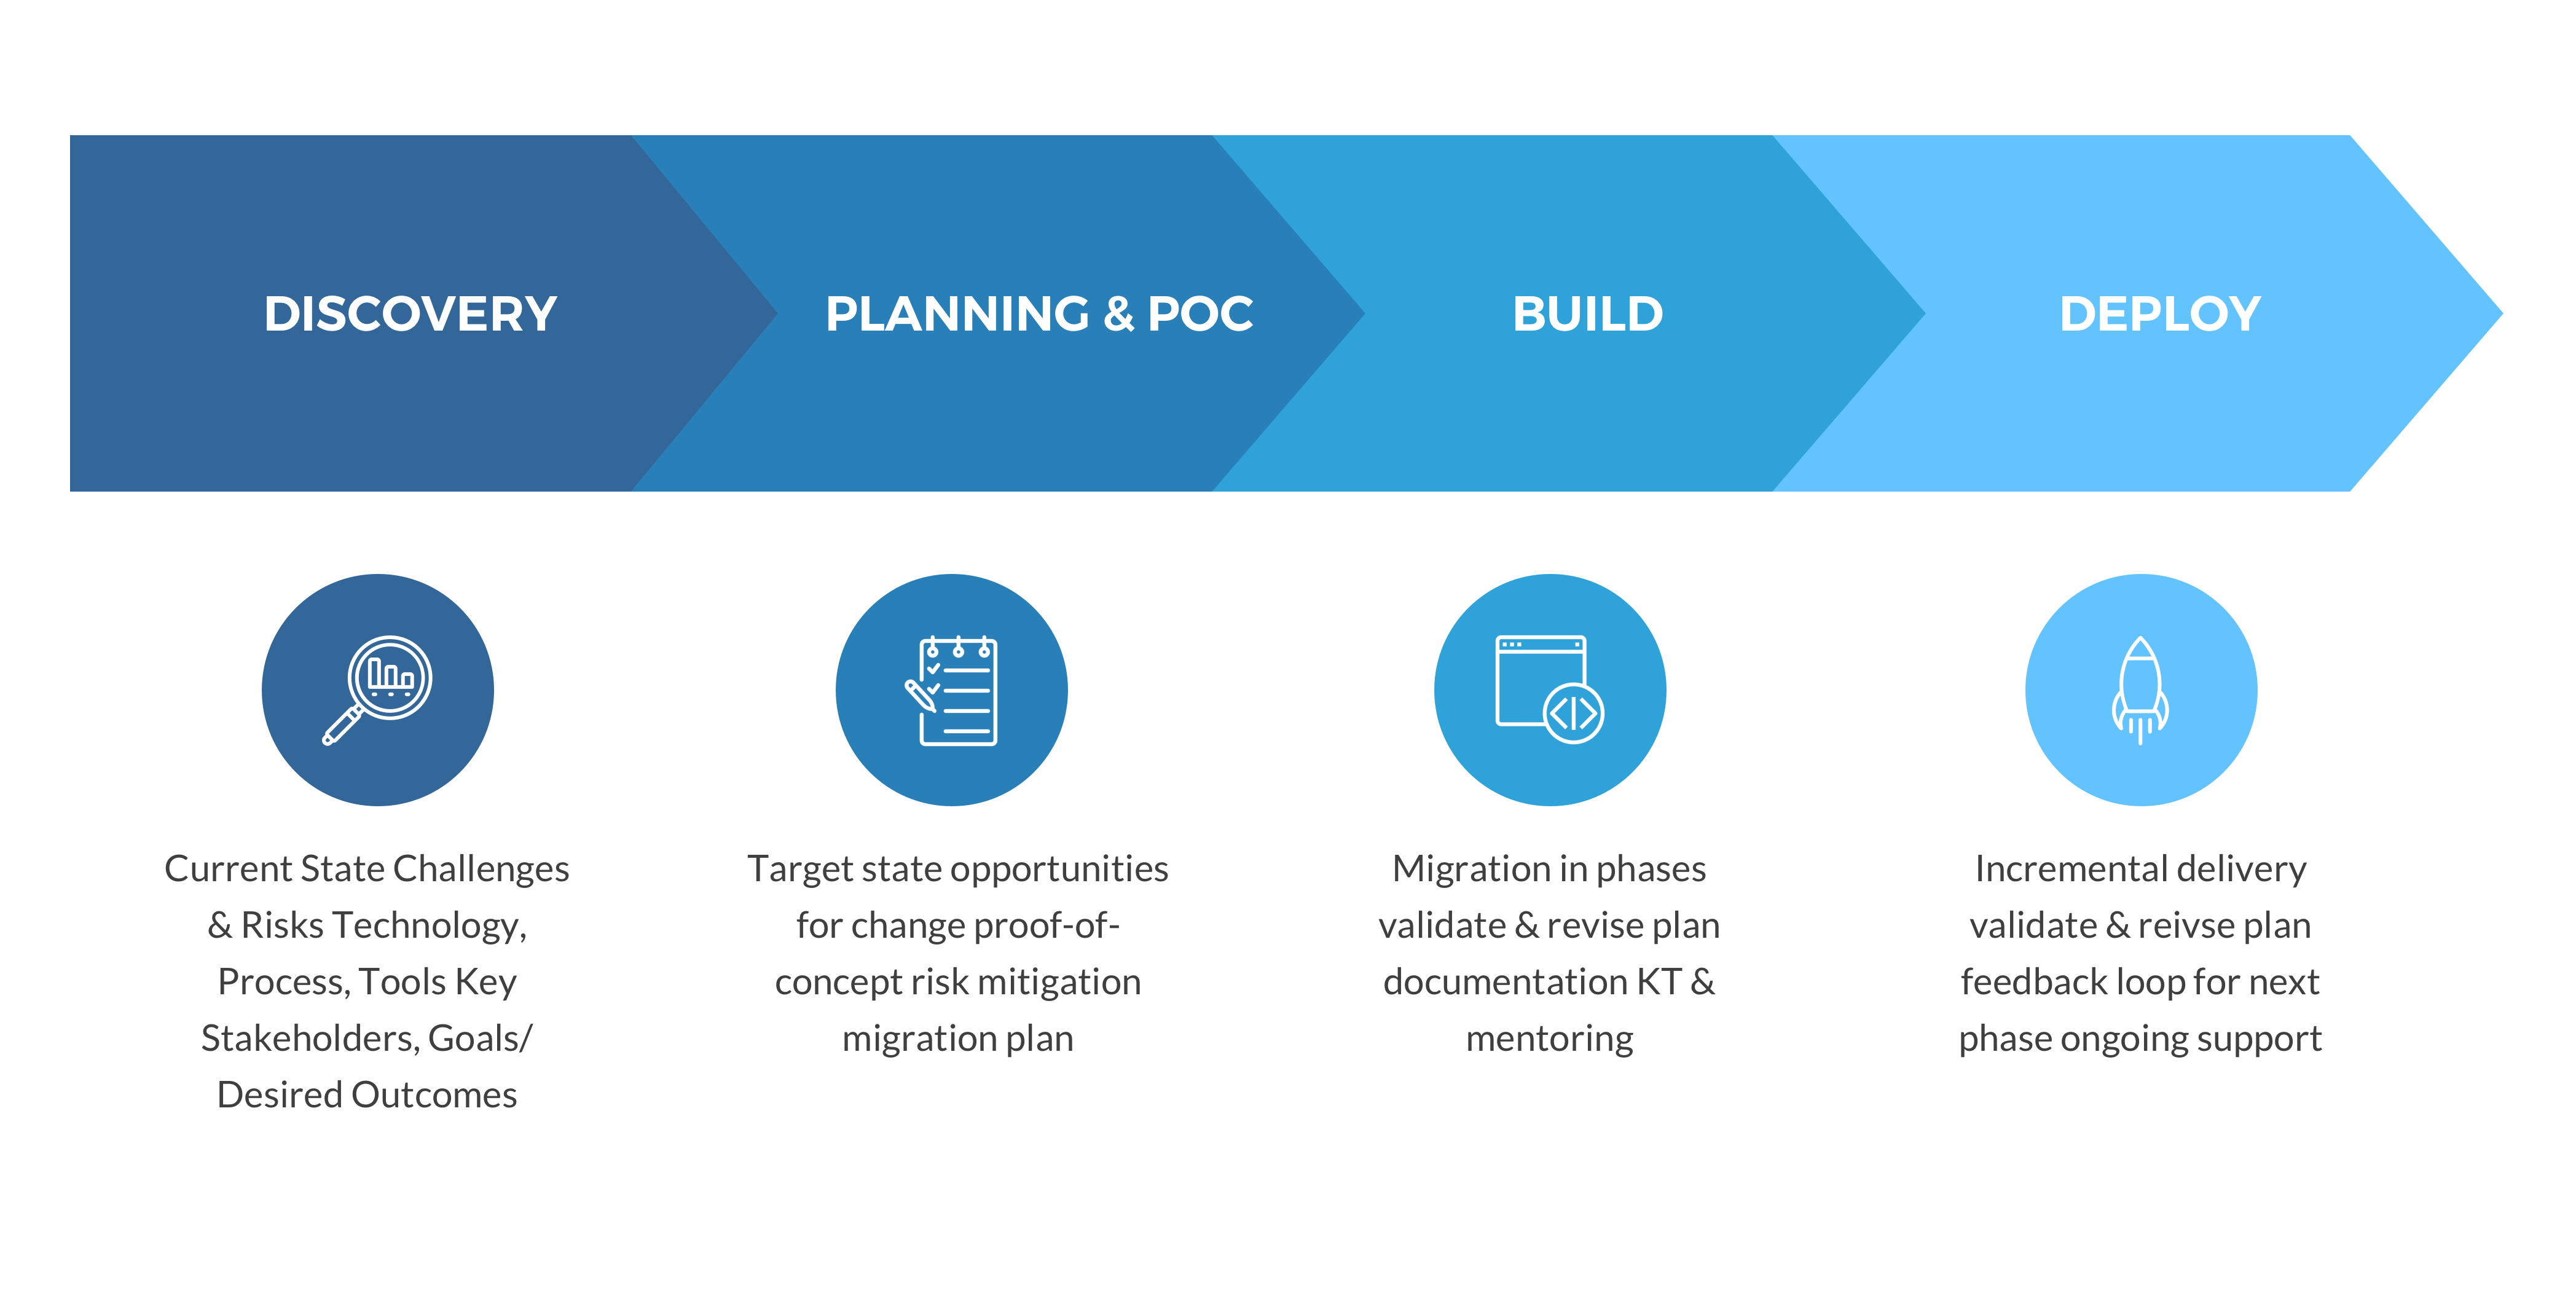 DISCOVERY
PLANNING & POC
BUILD
DEPLOY
Current State Challenges
& Risks Technology,
Process, Tools Key
Stakeholders, Goals/
Desired Outcomes
Target state opportunities
for change proof-of-
concept risk mitigation
migration plan
Migration in phases
validate & revise plan
documentation KT &
mentoring
Incremental delivery
validate & reivse plan
feedback loop for next
phase ongoing support